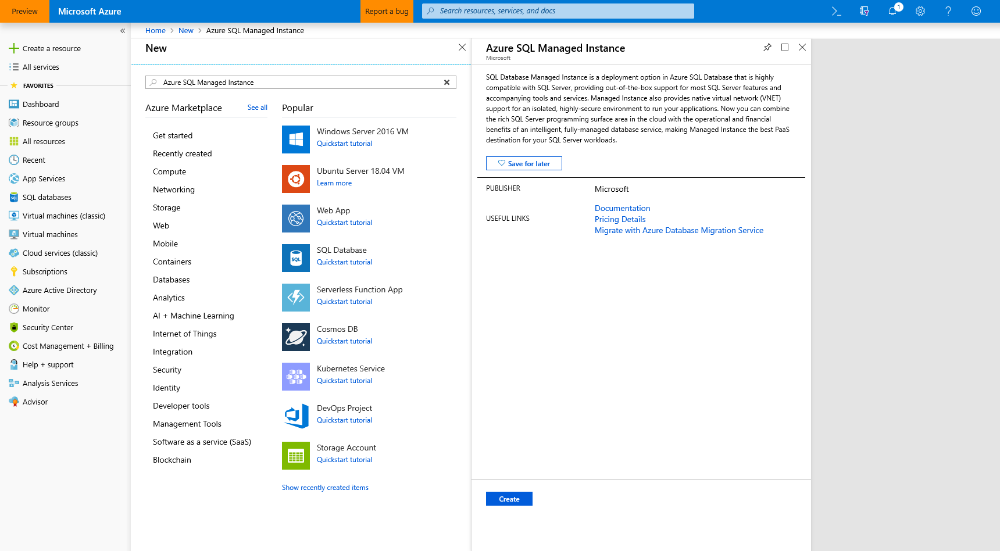 Preview
Microsoft Azure
Report a bug
Search resources, services, and docs
1
Home > New > Azure SQL Managed Instance
Create a resource
All services
FAVORITES
Dashboard
Resource groups
All resources
Recent
App Services
SQL databases
Virtual machines (classic)
Virtual machines
Cloud services (classic)
Subscriptions
Azure Active Directory
Monitor
Security Center
Cost Management + Billing
Help + support
Analysis Services
Advisor
New
Azure SQL Managed Instance
Azure Marketplace
See all
Get started
Recently created
Compute
Networking
Storage
Web
Mobile
Containers
Databases
Analytics
AI + Machine Learning
Internet of Things
Integration
Security
Identity
Developer tools
Management Tools
Software as a service (SaaS)
Blockchain
Popular
Windows Server 2016 VM
Quickstart tutorial
Ubuntu Server 18.04 VM
Learn more
Web App
Quickstart tutorial
SQL
SQL Database
Quickstart tutorial
Serverless Function App
Quickstart tutorial
Cosmos DB
Quickstart tutorial
Kubernetes Service
Quickstart tutorial
DevOps Project
Quickstart tutorial
Storage Account
Quickstart tutorial
Show recently created items
Azure SQL Managed Instance
Microsoft
SQL Database Managed Instance is a deployment option in Azure SQL Database that is highly
compatible with SQL Server, providing out-of-the-box support for most SQL Server features and
accompanying tools and services. Managed Instance also provides native virtual network (VNET)
support for an isolated, highly-secure environment to run your applications. Now you can combine
the rich SQL Server programming surface area in the cloud with the operational and financial
benefits of an intelligent, fully-managed database service, making Managed Instance the best PaaS
destination for your SQL Server workloads.
Save for later
PUBLISHER
Microsoft
USEFUL LINKS
Documentation
Pricing Details
Migrate with Azure Database Migration Service
Create